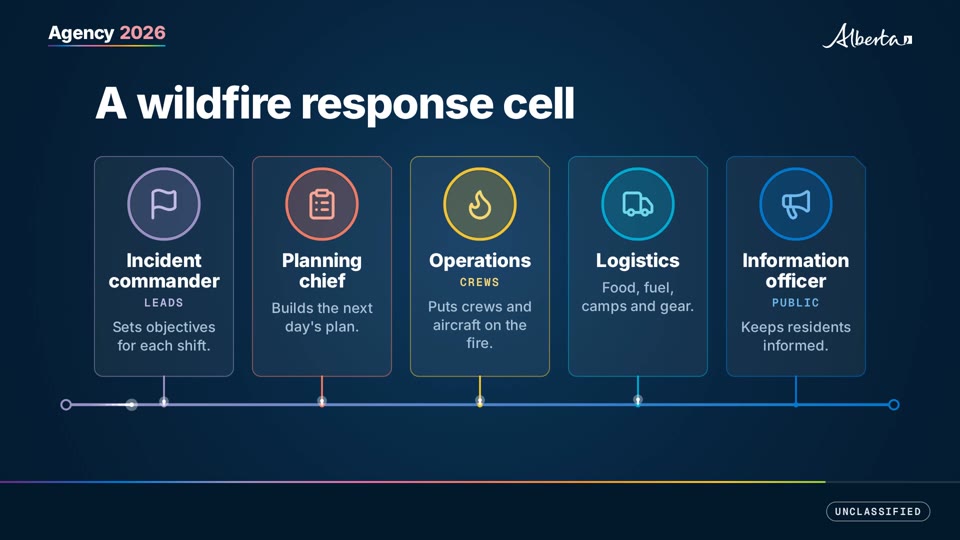 Agency 2026
Alberta
A wildfire response cell
Incident
commander
LEADS
Sets objectives
for each shift.
Planning
chief
Builds the next
day's plan.
Operations
CREWS
Puts crews and
aircraft on the
fire.
Logistics
Food, fuel,
camps and gear.
Information
officer
PUBLIC
Keeps residents
informed.
UNCLASSIFIED